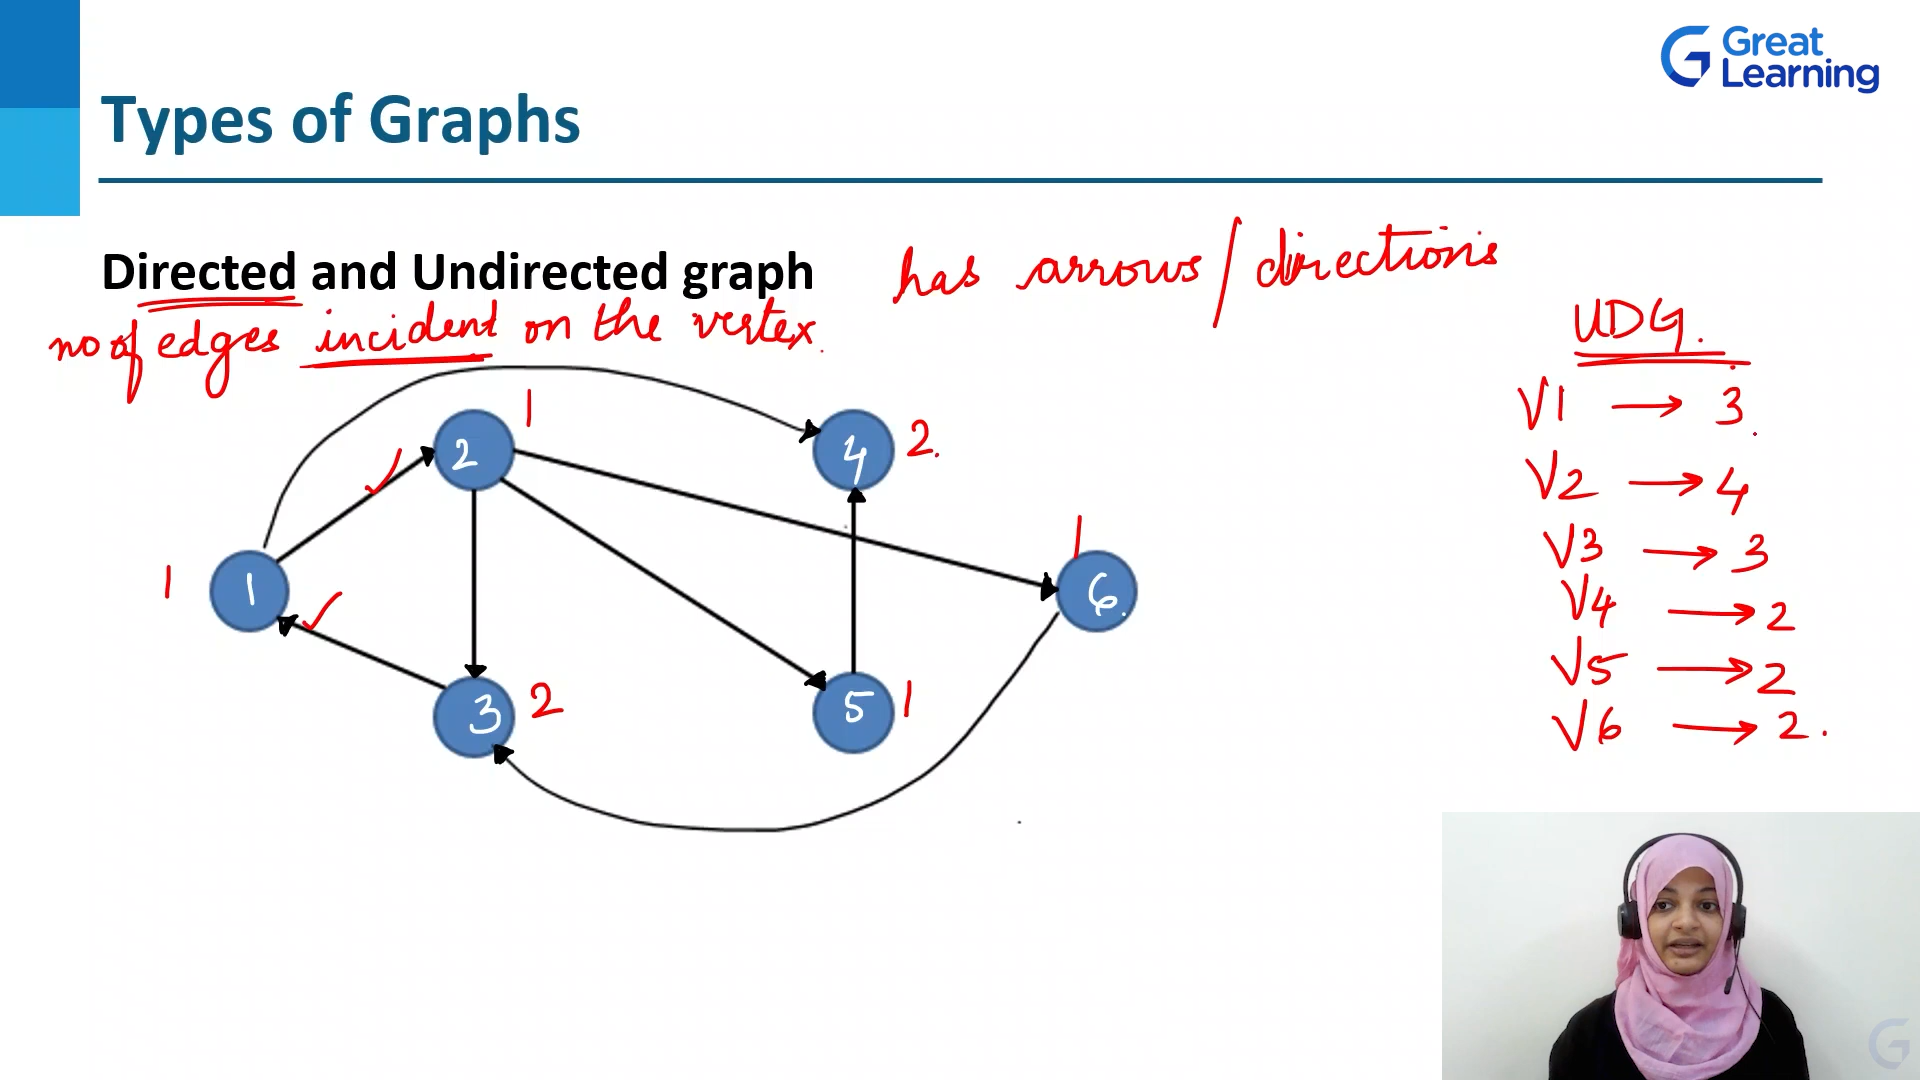 Great
Learning
Types of Graphs
Directed and Undirected graph
has arrows/directions
no of edges incident on the vertex.
UDG.
V1 → 3
V2 → 4
V3 → 3
V4 → 2
V5 → 2
V6 → 2.
1
2
4
2.
1
6.
1
1
3
2
5
1